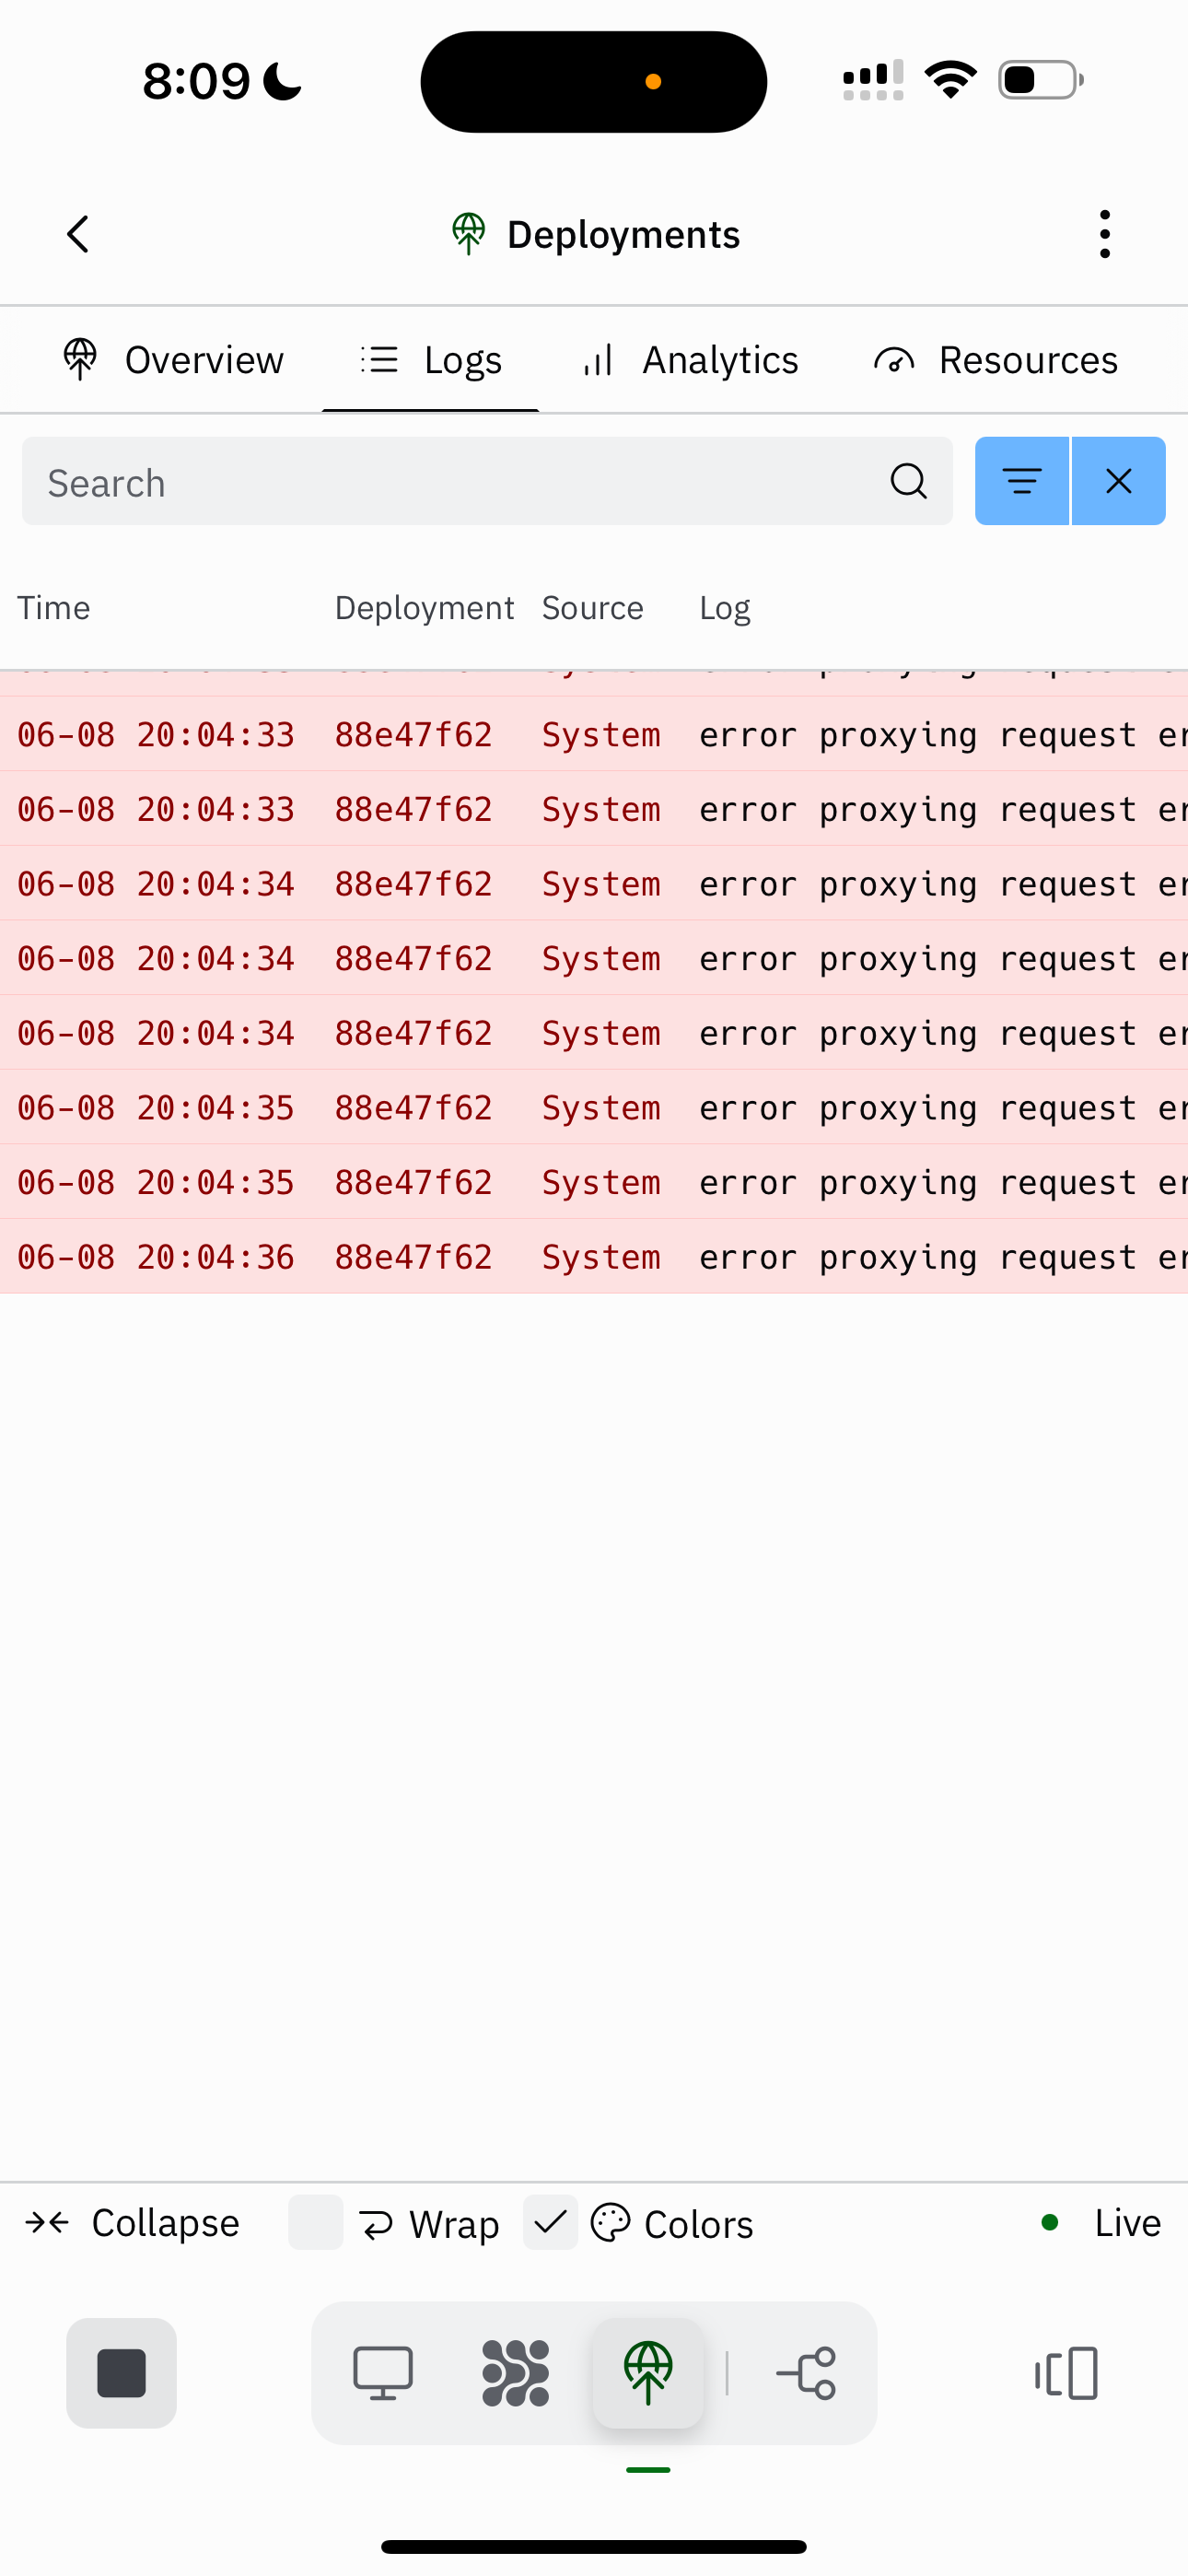 8:09
Deployments
Overview Logs Analytics Resources
Search
Time Deployment Source Log
06-08 20:04:33 88e47f62 System error proxying request er
06-08 20:04:33 88e47f62 System error proxying request er
06-08 20:04:34 88e47f62 System error proxying request er
06-08 20:04:34 88e47f62 System error proxying request er
06-08 20:04:34 88e47f62 System error proxying request er
06-08 20:04:35 88e47f62 System error proxying request er
06-08 20:04:35 88e47f62 System error proxying request er
06-08 20:04:36 88e47f62 System error proxying request er
Collapse Wrap Colors Live